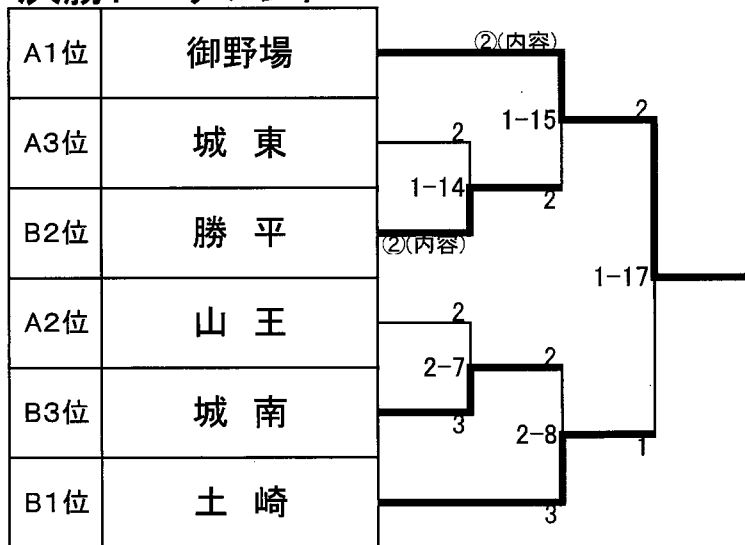 A1位 御野場
②(内容)
1-15
2
A3位 城東
2
1-14
2
B2位 勝平
②(内容)
1-17
A2位 山王
2
2-7
2
B3位 城南
3
2-8
1
B1位 土崎
3